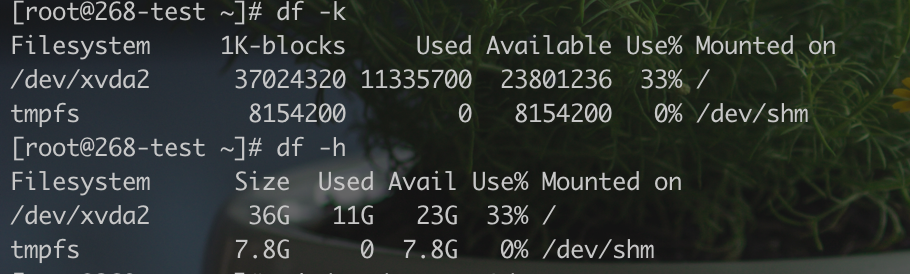 [root@268-test ~]# df -k
Filesystem     1K-blocks     Used Available Use% Mounted on
/dev/xvda2      37024320 11335700  23801236  33% /
tmpfs            8154200        0   8154200   0% /dev/shm
[root@268-test ~]# df -h
Filesystem      Size  Used Avail Use% Mounted on
/dev/xvda2       36G   11G   23G  33% /
tmpfs           7.8G     0  7.8G   0% /dev/shm